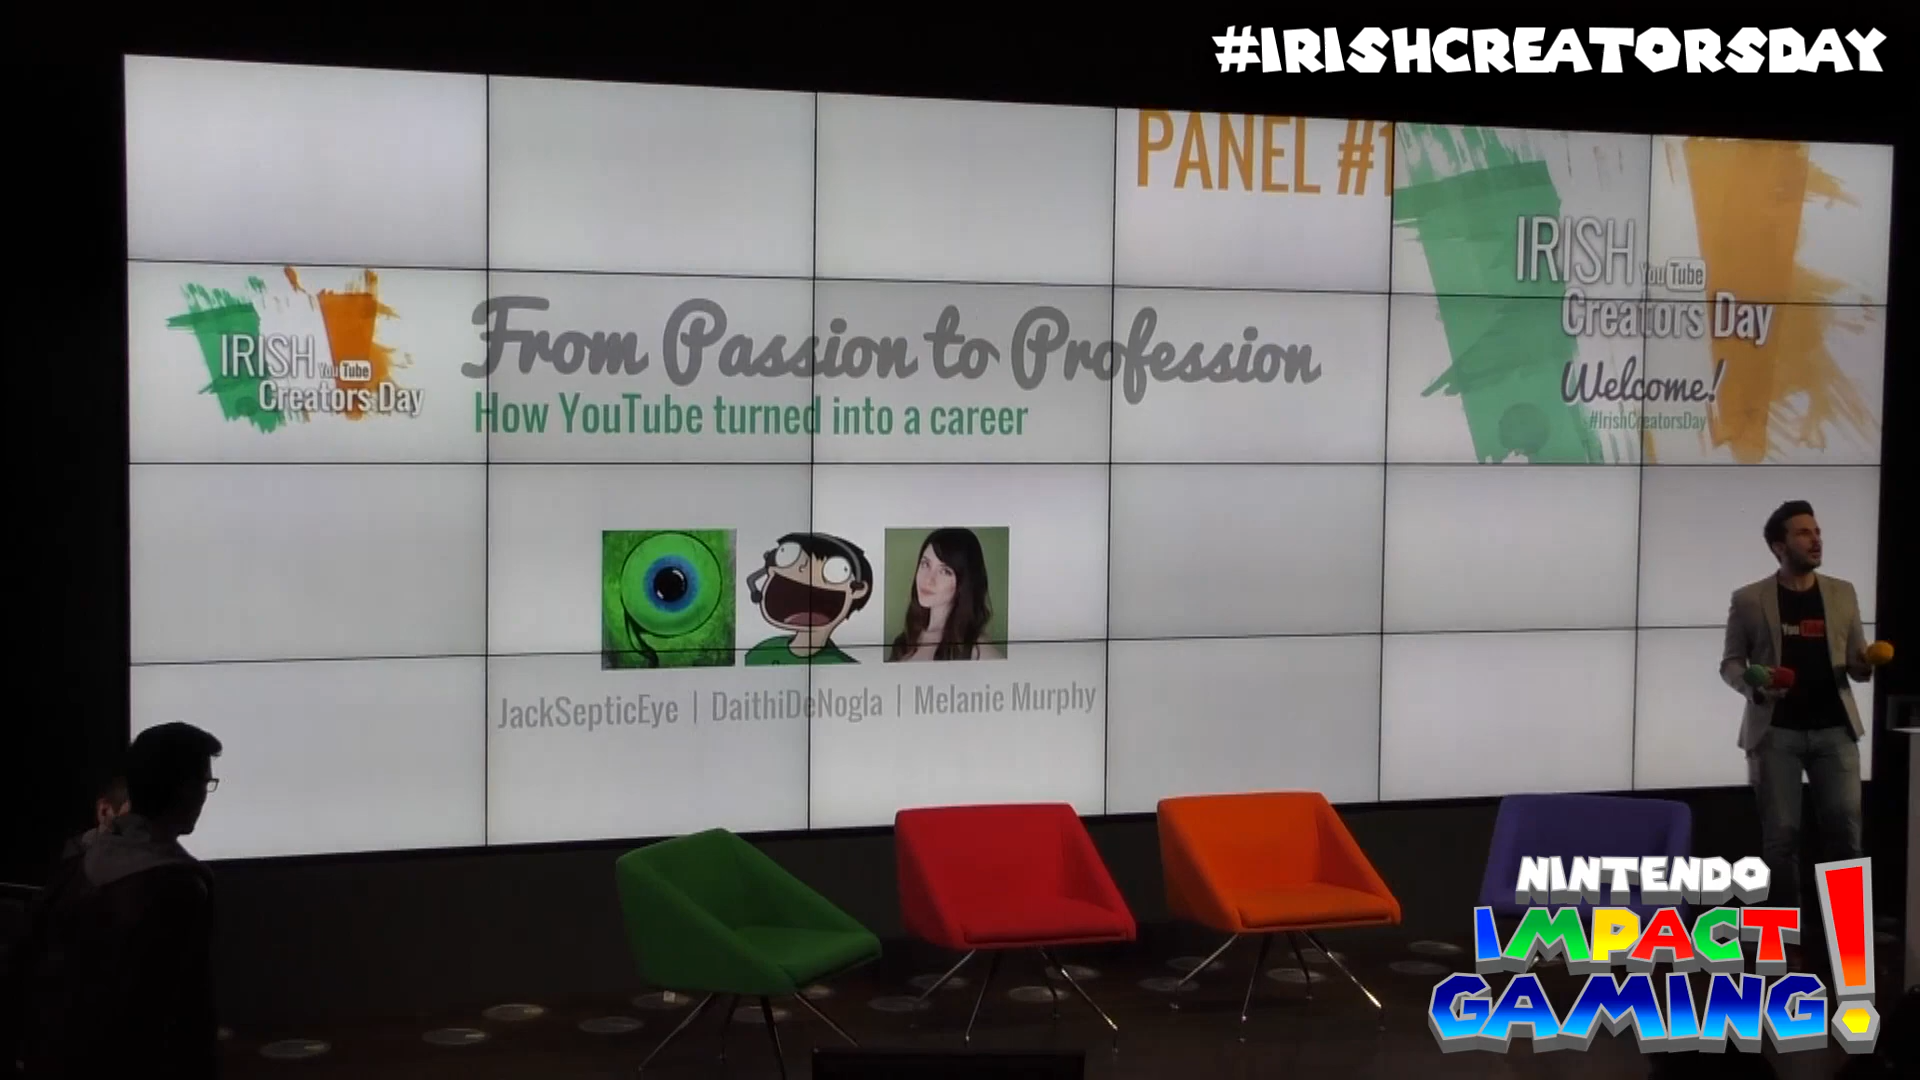 #IRISHCREATORSDAY
PANEL #1
IRISH
YouTube
Creators Day
Welcome!
#IrishCreatorsDay
IRISH
YouTube
Creators Day
From Passion to Profession
How YouTube turned into a career
JackSepticEye | DaithiDeNogla | Melanie Murphy
You
NINTENDO
IMPACT
GAMING!